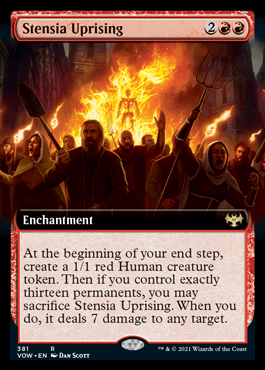 Stensia Uprising 2
Enchantment
At the beginning of your end step,
create a 1/1 red Human creature
token. Then if you control exactly
thirteen permanents, you may
sacrifice Stensia Uprising. When you
do, it deals 7 damage to any target.
381 R
VOW • EN DAN SCOTT ™ & © 2021 Wizards of the Coast